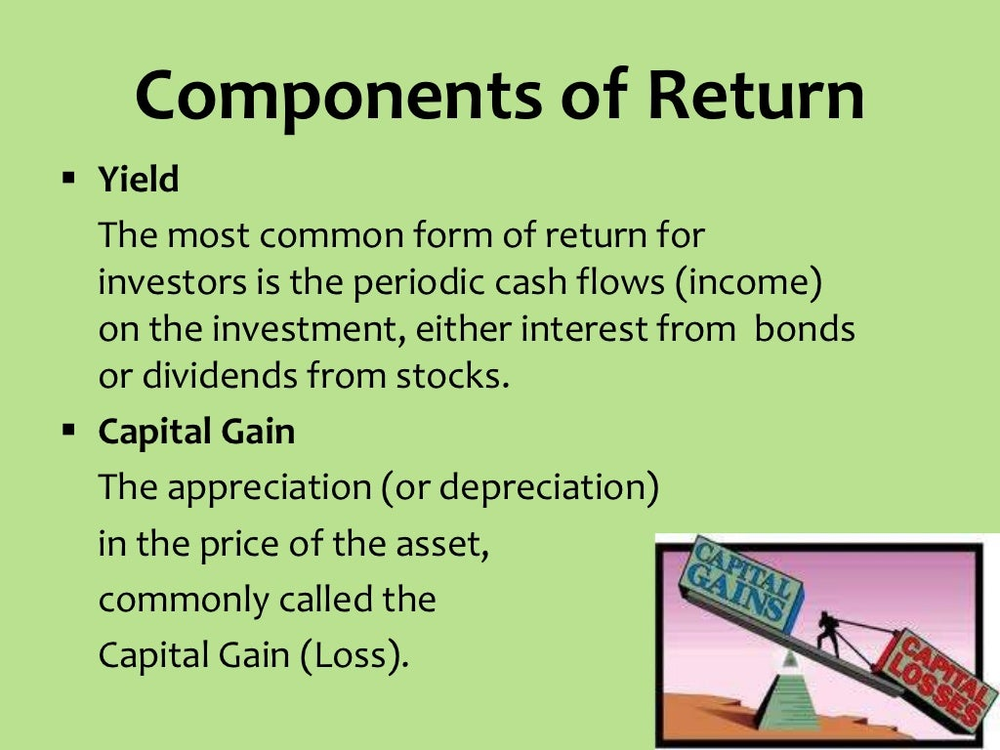 Components of Return
▪ Yield
The most common form of return for
investors is the periodic cash flows (income)
on the investment, either interest from  bonds
or dividends from stocks.
▪ Capital Gain
The appreciation (or depreciation)
in the price of the asset,
commonly called the
Capital Gain (Loss).
CAPITAL
GAINS
CAPITAL
LOSSES